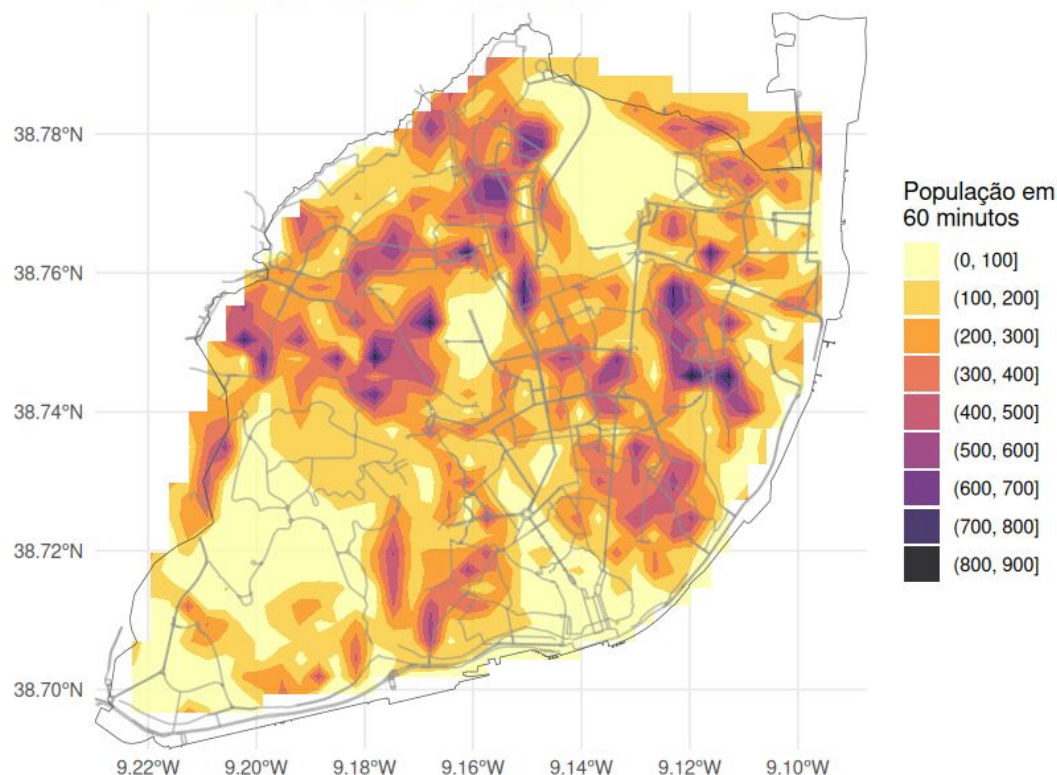 38.78°N
38.76°N
38.74°N
38.72°N
38.70°N
9.22°W 9.20°W 9.18°W 9.16°W 9.14°W 9.12°W 9.10°W
População em
60 minutos
(0, 100]
(100, 200]
(200, 300]
(300, 400]
(400, 500]
(500, 600]
(600, 700]
(700, 800]
(800, 900]